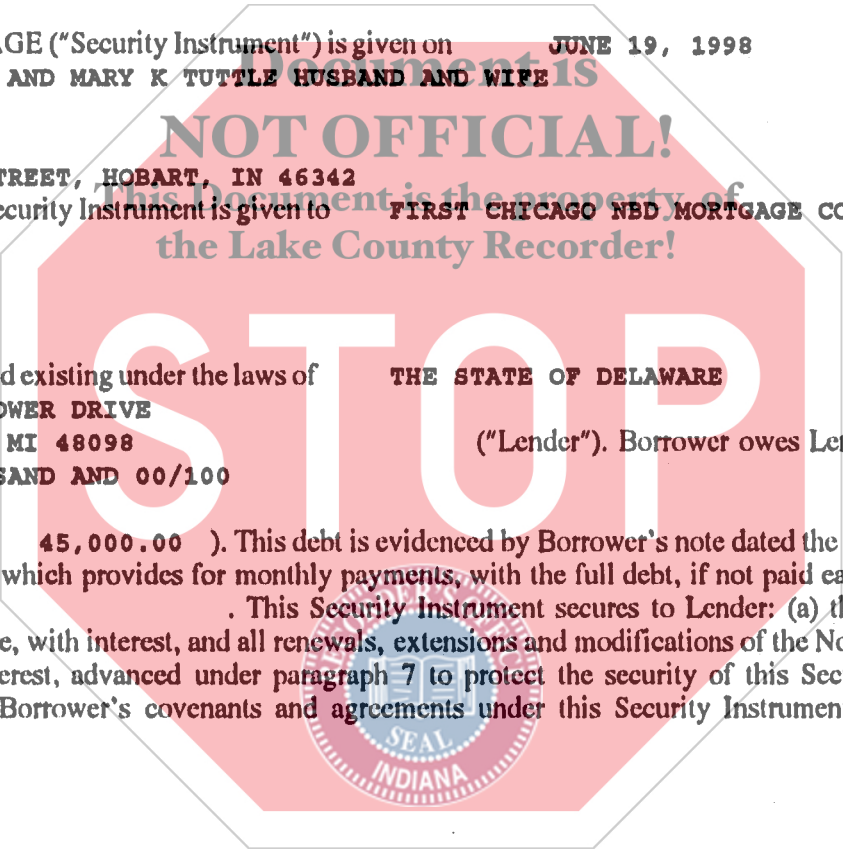 AGE ("Security Instrument") is given on JUNE 19, 1998
AND MARY K TUTTLE HUSBAND AND WIFE
Document is
NOT OFFICIAL!
TREET, HOBART, IN 46342
This Document is the property of
ecurity Instrument is given to FIRST CHICAGO NBD MORTGAGE CO
the Lake County Recorder!
STOP
d existing under the laws of THE STATE OF DELAWARE
OWER DRIVE
MI 48098 ("Lender"). Borrower owes Len
SAND AND 00/100
45,000.00 ). This debt is evidenced by Borrower's note dated the
which provides for monthly payments, with the full debt, if not paid ea
. This Security Instrument secures to Lender: (a) th
e, with interest, and all renewals, extensions and modifications of the No
erest, advanced under paragraph 7 to protect the security of this Sec
Borrower's covenants and agreements under this Security Instrumen
SEAL
INDIANA